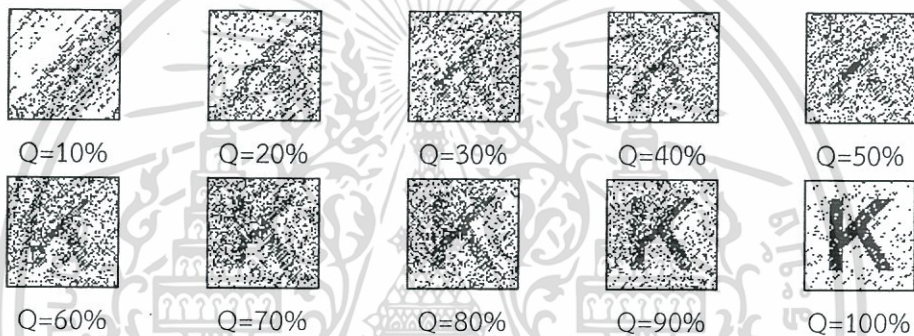 Q=10% Q=20% Q=30% Q=40% Q=50%
K K K K K
Q=60% Q=70% Q=80% Q=90% Q=100%